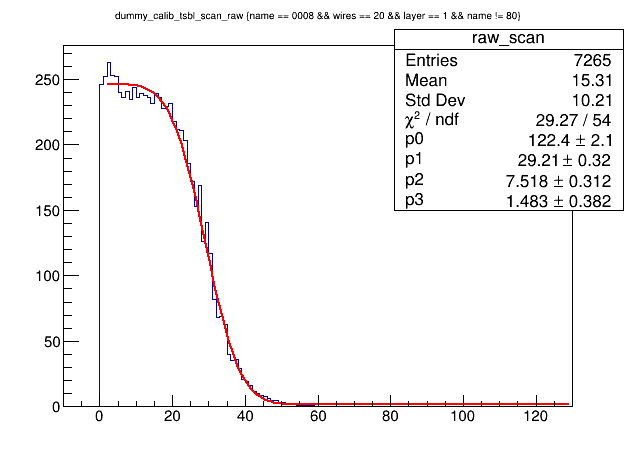 dummy_calib_tsbl_scan_raw {name == 0008 && wires == 20 && layer == 1 && name != 80}
raw_scan
Entries 7265
Mean 15.31
Std Dev 10.21
χ² / ndf 29.27 / 54
p0 122.4 ± 2.1
p1 29.21 ± 0.32
p2 7.518 ± 0.312
p3 1.483 ± 0.382
250
200
150
100
50
0
0 20 40 60 80 100 120